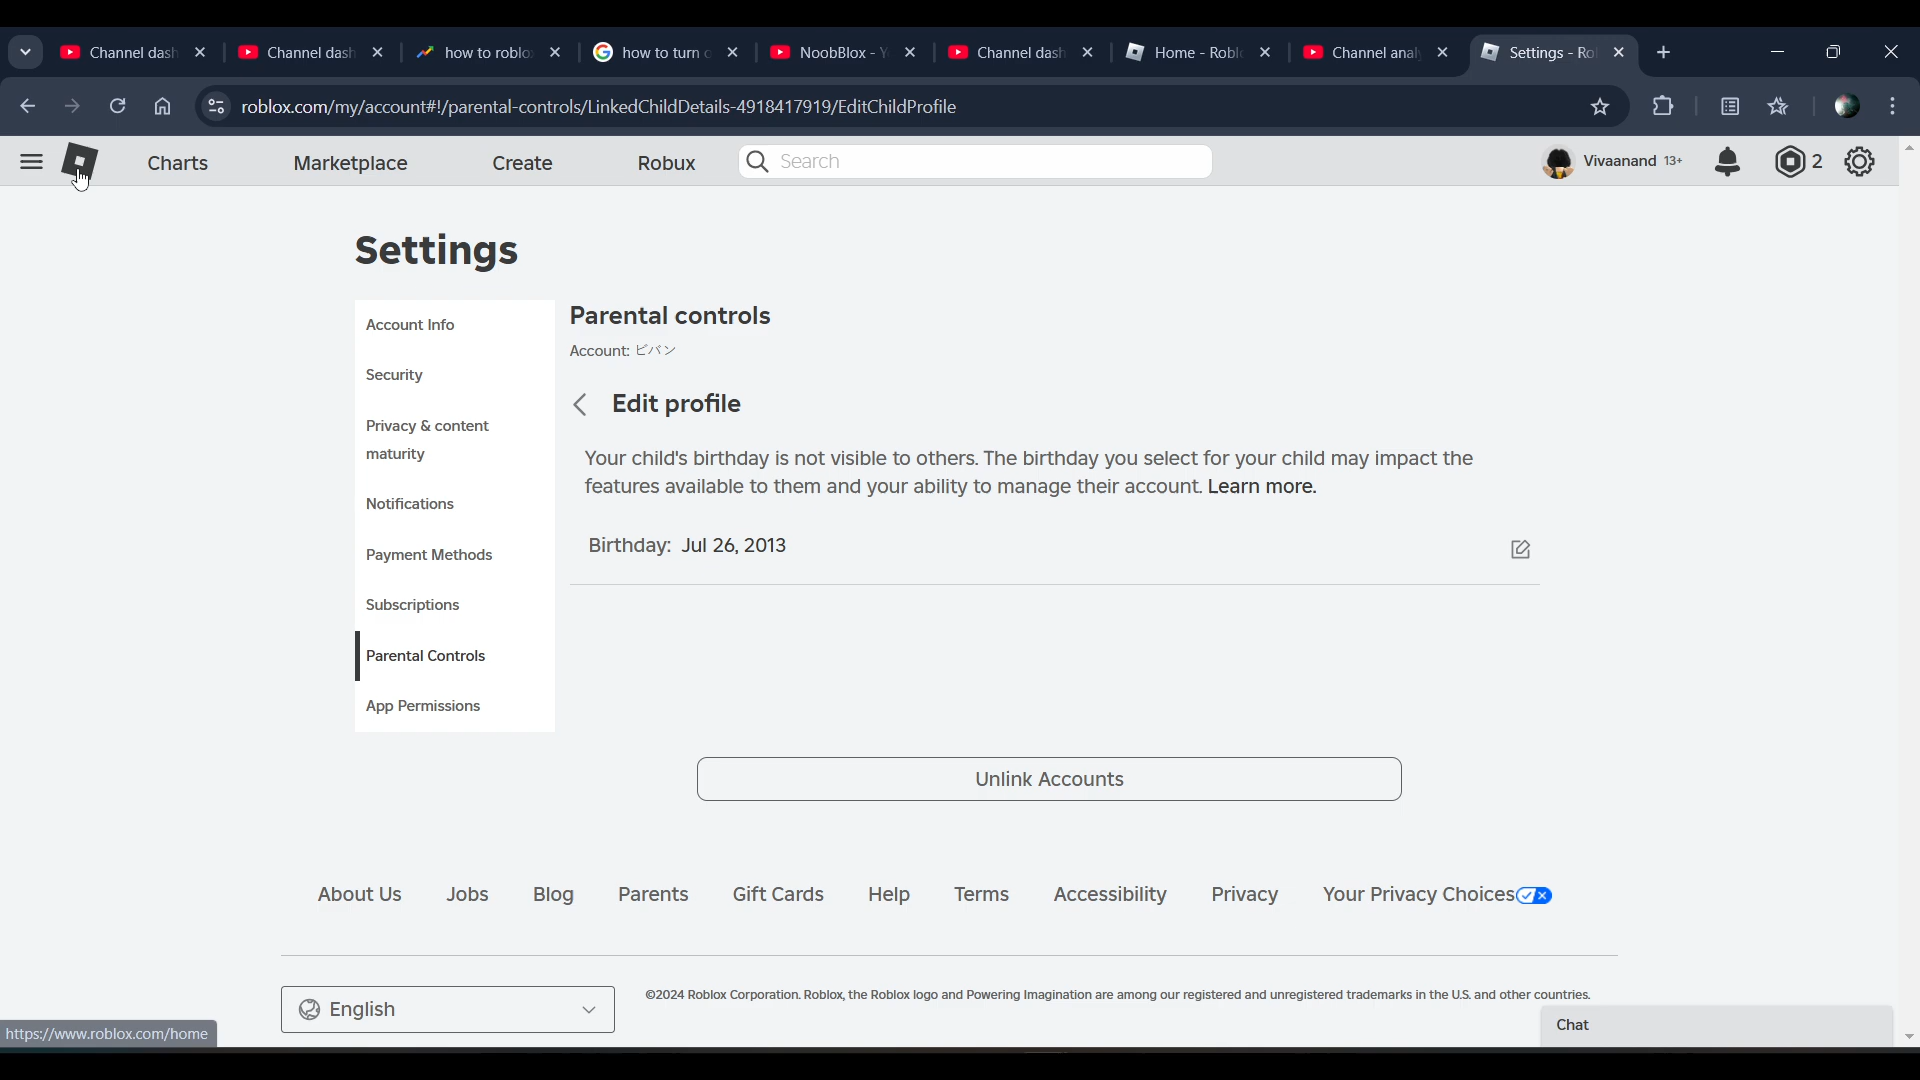 Channel dash
Channel dash
how to roblo
how to turn o
NoobBlox - Y
Channel dash
Home - Roblo
Channel anal
Settings - Ro
roblox.com/my/account#!/parental-controls/LinkedChildDetails-4918417919/EditChildProfile
Charts
Marketplace
Create
Robux
Search
Vivaanand 13+
2
Settings
Account Info
Security
Privacy & content
maturity
Notifications
Payment Methods
Subscriptions
Parental Controls
App Permissions
Parental controls
Account: ビバン
Edit profile
Your child's birthday is not visible to others. The birthday you select for your child may impact the
features available to them and your ability to manage their account. Learn more.
Birthday: Jul 26, 2013
Unlink Accounts
About Us
Jobs
Blog
Parents
Gift Cards
Help
Terms
Accessibility
Privacy
Your Privacy Choices
English
©2024 Roblox Corporation. Roblox, the Roblox logo and Powering Imagination are among our registered and unregistered trademarks in the U.S. and other countries.
Chat
https://www.roblox.com/home